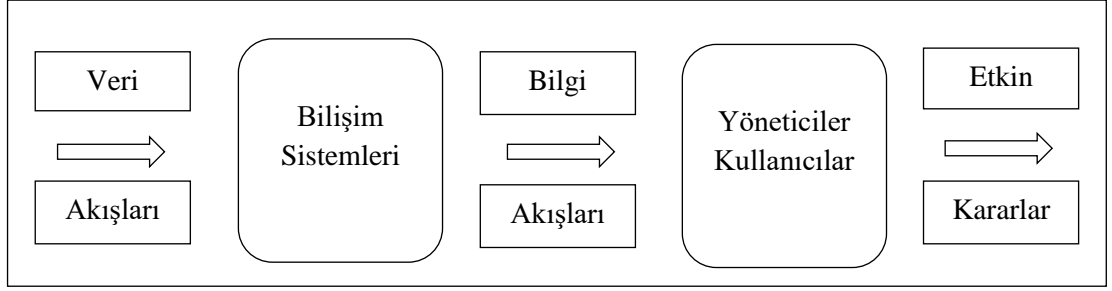 Veri
Akışları
Bilişim
Sistemleri
Bilgi
Akışları
Yöneticiler
Kullanıcılar
Etkin
Kararlar